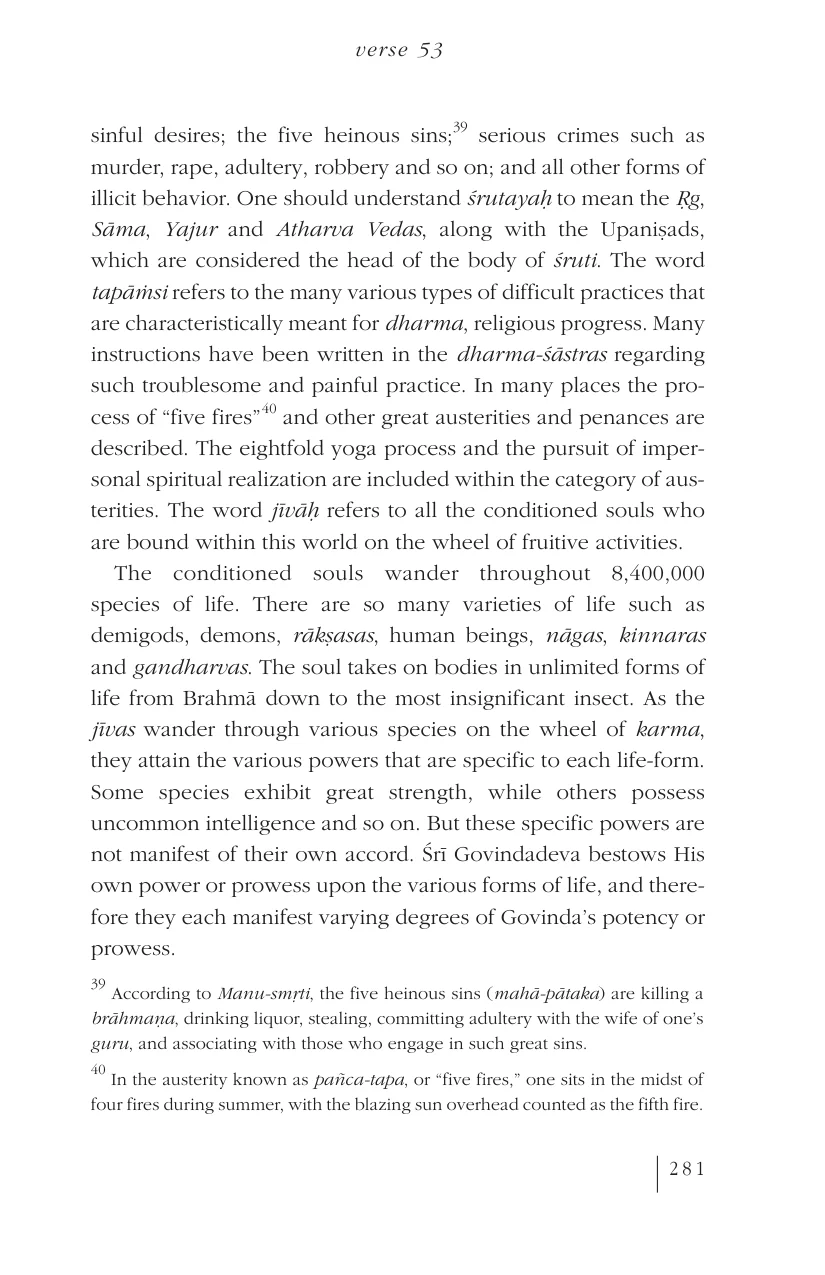 verse 53
sinful desires; the five heinous sins;39 serious crimes such as
murder, rape, adultery, robbery and so on; and all other forms of
illicit behavior. One should understand śrutayaḥ to mean the Ṛg,
Sāma, Yajur and Atharva Vedas, along with the Upaniṣads,
which are considered the head of the body of śruti. The word
tapāṁsi refers to the many various types of difficult practices that
are characteristically meant for dharma, religious progress. Many
instructions have been written in the dharma-śāstras regarding
such troublesome and painful practice. In many places the pro-
cess of “five fires”40 and other great austerities and penances are
described. The eightfold yoga process and the pursuit of imper-
sonal spiritual realization are included within the category of aus-
terities. The word jīvāḥ refers to all the conditioned souls who
are bound within this world on the wheel of fruitive activities.
The conditioned souls wander throughout 8,400,000
species of life. There are so many varieties of life such as
demigods, demons, rākṣasas, human beings, nāgas, kinnaras
and gandharvas. The soul takes on bodies in unlimited forms of
life from Brahmā down to the most insignificant insect. As the
jīvas wander through various species on the wheel of karma,
they attain the various powers that are specific to each life-form.
Some species exhibit great strength, while others possess
uncommon intelligence and so on. But these specific powers are
not manifest of their own accord. Śrī Govindadeva bestows His
own power or prowess upon the various forms of life, and there-
fore they each manifest varying degrees of Govinda’s potency or
prowess.
39 According to Manu-smṛti, the five heinous sins (mahā-pātaka) are killing a
brāhmaṇa, drinking liquor, stealing, committing adultery with the wife of one’s
guru, and associating with those who engage in such great sins.
40 In the austerity known as pañca-tapa, or “five fires,” one sits in the midst of
four fires during summer, with the blazing sun overhead counted as the fifth fire.
281